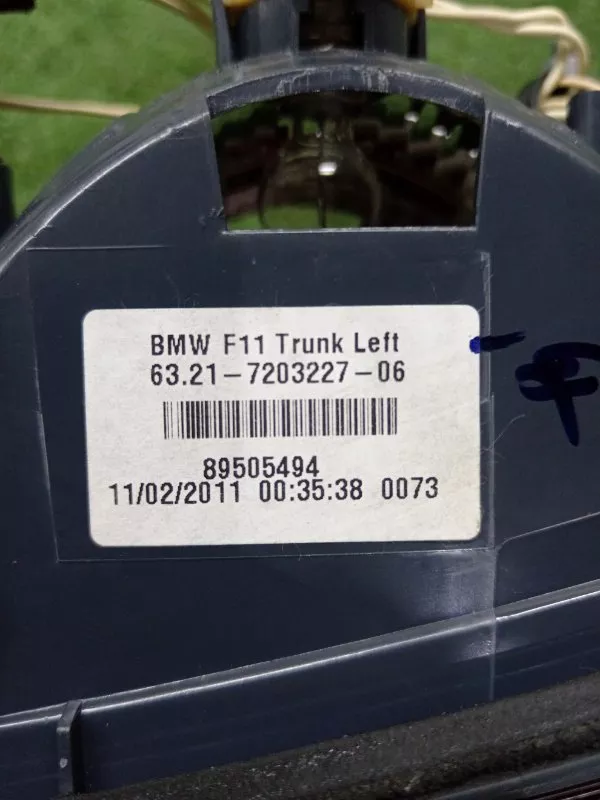 BMW F11 Trunk Left
63.21-7203227-06
89505494
11/02/2011 00:35:38 0073